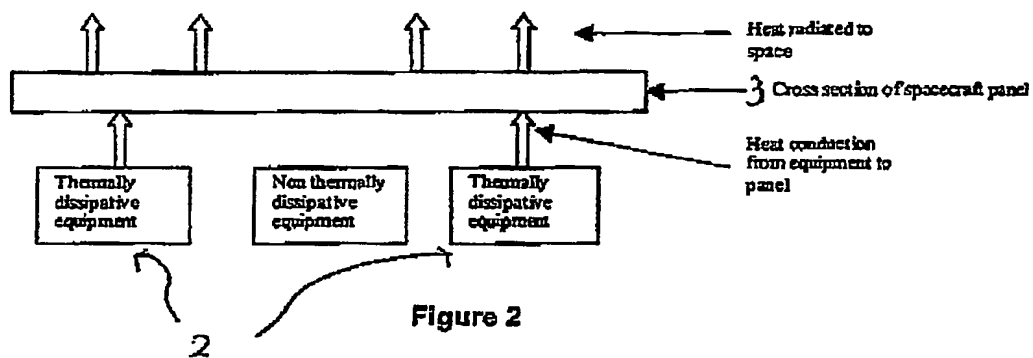 Heat radiated to
space
3 Cross section of spacecraft panel
Heat conduction
from equipment to
panel
Thermally
dissipative
equipment
Non thermally
dissipative
equipment
Thermally
dissipative
equipment
2
Figure 2